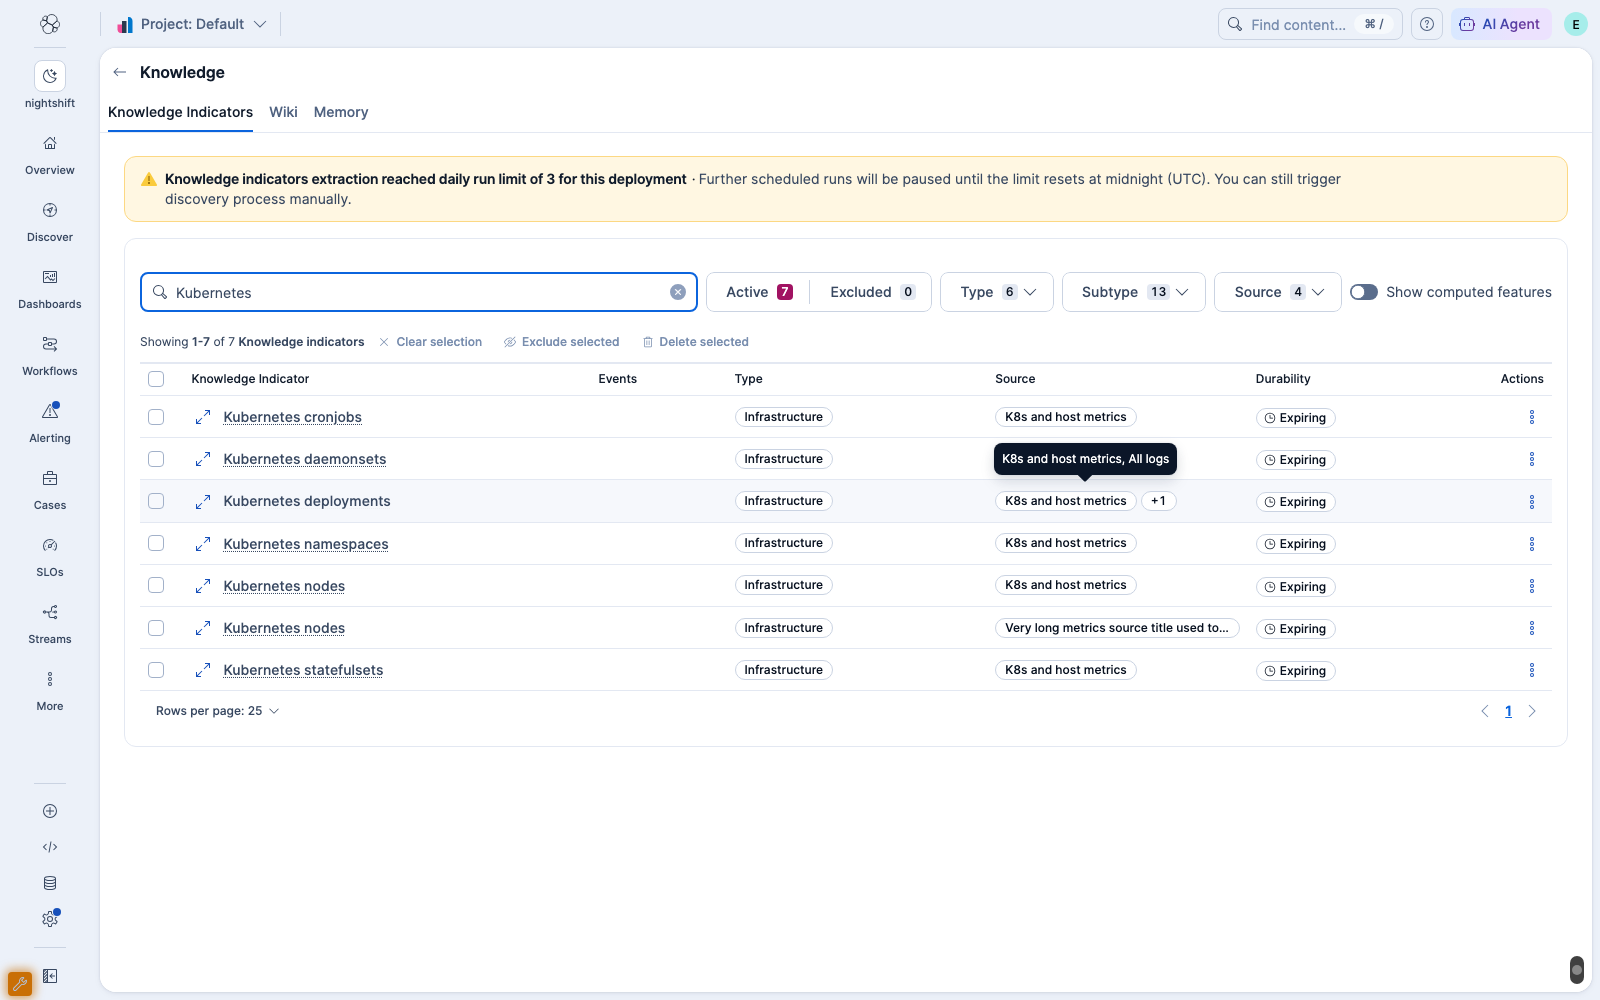 Project: Default
Find content...
⌘ /
AI Agent
E
nightshift
Overview
Discover
Dashboards
Workflows
Alerting
Cases
SLOs
Streams
More
Knowledge
Knowledge Indicators
Wiki
Memory
Knowledge indicators extraction reached daily run limit of 3 for this deployment · Further scheduled runs will be paused until the limit resets at midnight (UTC). You can still trigger
discovery process manually.
Kubernetes
Active 7
Excluded 0
Type 6
Subtype 13
Source 4
Show computed features
Showing 1-7 of 7 Knowledge indicators
Clear selection
Exclude selected
Delete selected
Knowledge Indicator Events Type Source Durability Actions
Kubernetes cronjobs Infrastructure K8s and host metrics Expiring
Kubernetes daemonsets Infrastructure Expiring
K8s and host metrics, All logs
Kubernetes deployments Infrastructure K8s and host metrics +1 Expiring
Kubernetes namespaces Infrastructure K8s and host metrics Expiring
Kubernetes nodes Infrastructure K8s and host metrics Expiring
Kubernetes nodes Infrastructure Very long metrics source title used to... Expiring
Kubernetes statefulsets Infrastructure K8s and host metrics Expiring
Rows per page: 25
1